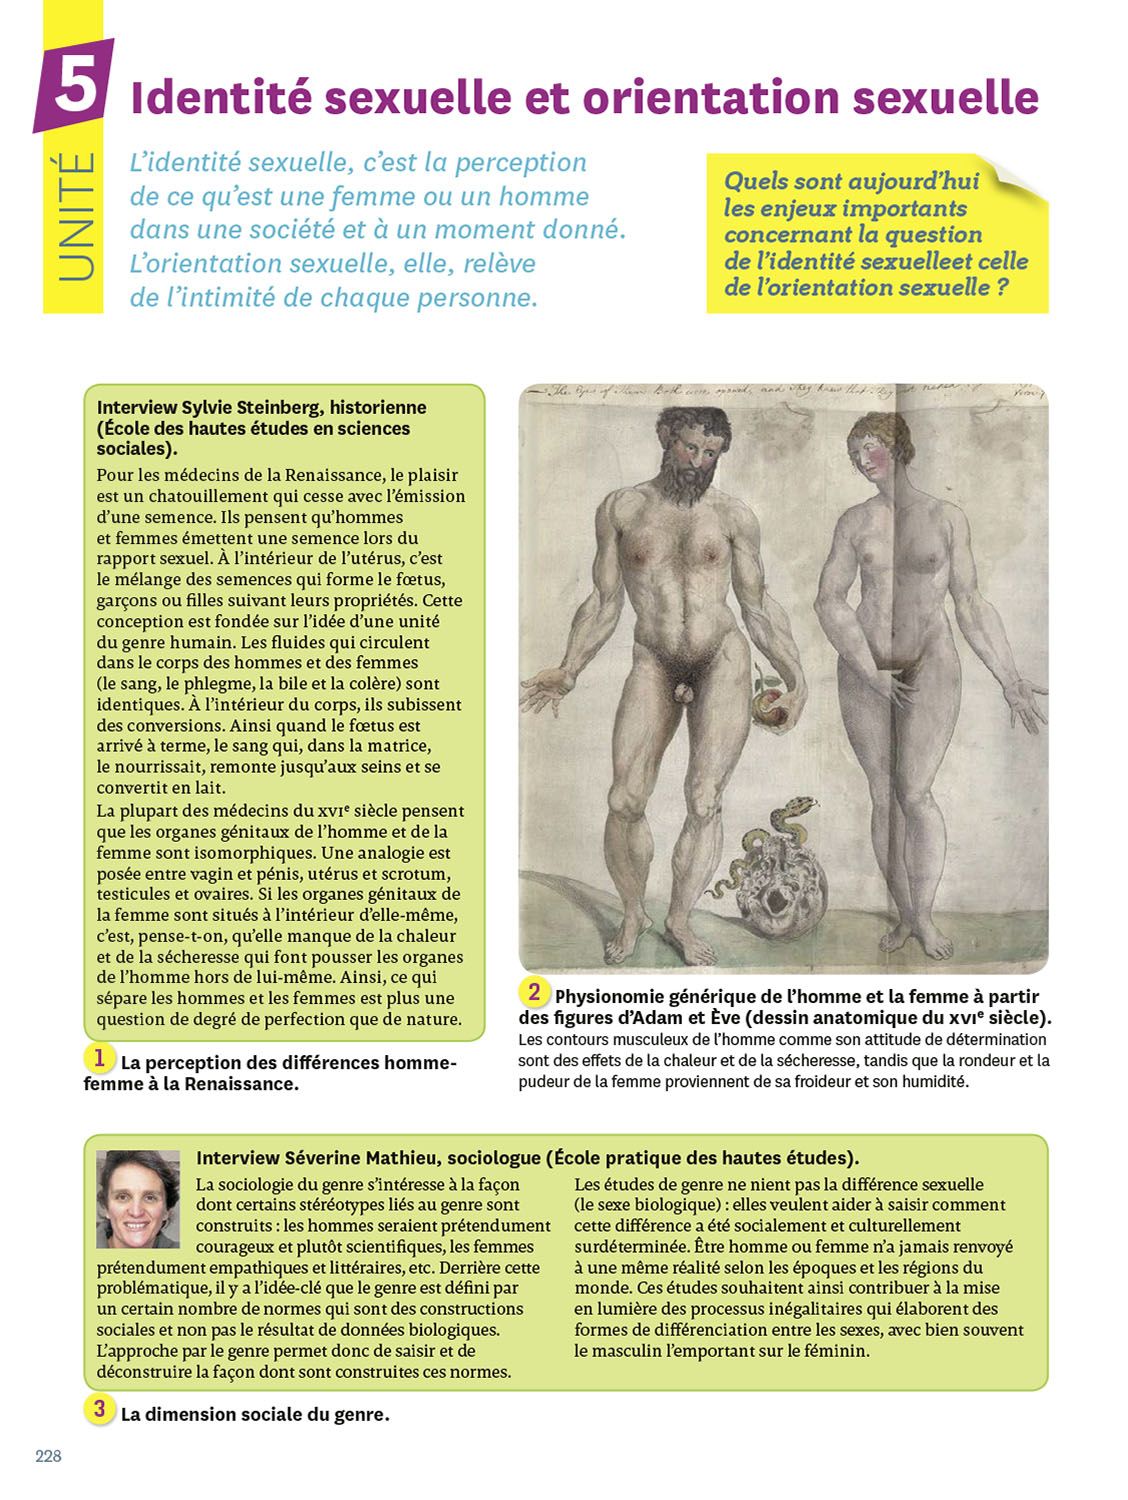 5
UNITÉ
Identité sexuelle et orientation sexuelle
L’identité sexuelle, c’est la perception
de ce qu’est une femme ou un homme
dans une société et à un moment donné.
L’orientation sexuelle, elle, relève
de l’intimité de chaque personne.
Quels sont aujourd’hui
les enjeux importants
concernant la question
de l’identité sexuelleet celle
de l’orientation sexuelle ?
Interview Sylvie Steinberg, historienne
(École des hautes études en sciences
sociales).
Pour les médecins de la Renaissance, le plaisir
est un chatouillement qui cesse avec l’émission
d’une semence. Ils pensent qu’hommes
et femmes émettent une semence lors du
rapport sexuel. À l’intérieur de l’utérus, c’est
le mélange des semences qui forme le fœtus,
garçons ou filles suivant leurs propriétés. Cette
conception est fondée sur l’idée d’une unité
du genre humain. Les fluides qui circulent
dans le corps des hommes et des femmes
(le sang, le phlegme, la bile et la colère) sont
identiques. À l’intérieur du corps, ils subissent
des conversions. Ainsi quand le fœtus est
arrivé à terme, le sang qui, dans la matrice,
le nourrissait, remonte jusqu’aux seins et se
convertit en lait.
La plupart des médecins du XVIe siècle pensent
que les organes génitaux de l’homme et de la
femme sont isomorphiques. Une analogie est
posée entre vagin et pénis, utérus et scrotum,
testicules et ovaires. Si les organes génitaux de
la femme sont situés à l’intérieur d’elle-même,
c’est, pense-t-on, qu’elle manque de la chaleur
et de la sécheresse qui font pousser les organes
de l’homme hors de lui-même. Ainsi, ce qui
sépare les hommes et les femmes est plus une
question de degré de perfection que de nature.
1 La perception des différences homme-
femme à la Renaissance.
The Eyes of Them Both were opened, and They knew that They
2 Physionomie générique de l’homme et la femme à partir
des figures d’Adam et Ève (dessin anatomique du XVIe siècle).
Les contours musculeux de l’homme comme son attitude de détermination
sont des effets de la chaleur et de la sécheresse, tandis que la rondeur et la
pudeur de la femme proviennent de sa froideur et son humidité.
Interview Séverine Mathieu, sociologue (École pratique des hautes études).
La sociologie du genre s’intéresse à la façon
dont certains stéréotypes liés au genre sont
construits : les hommes seraient prétendument
courageux et plutôt scientifiques, les femmes
prétendument empathiques et littéraires, etc. Derrière cette
problématique, il y a l’idée-clé que le genre est défini par
un certain nombre de normes qui sont des constructions
sociales et non pas le résultat de données biologiques.
L’approche par le genre permet donc de saisir et de
déconstruire la façon dont sont construites ces normes.
Les études de genre ne nient pas la différence sexuelle
(le sexe biologique) : elles veulent aider à saisir comment
cette différence a été socialement et culturellement
surdéterminée. Être homme ou femme n’a jamais renvoyé
à une même réalité selon les époques et les régions du
monde. Ces études souhaitent ainsi contribuer à la mise
en lumière des processus inégalitaires qui élaborent des
formes de différenciation entre les sexes, avec bien souvent
le masculin l’emportant sur le féminin.
3 La dimension sociale du genre.
228